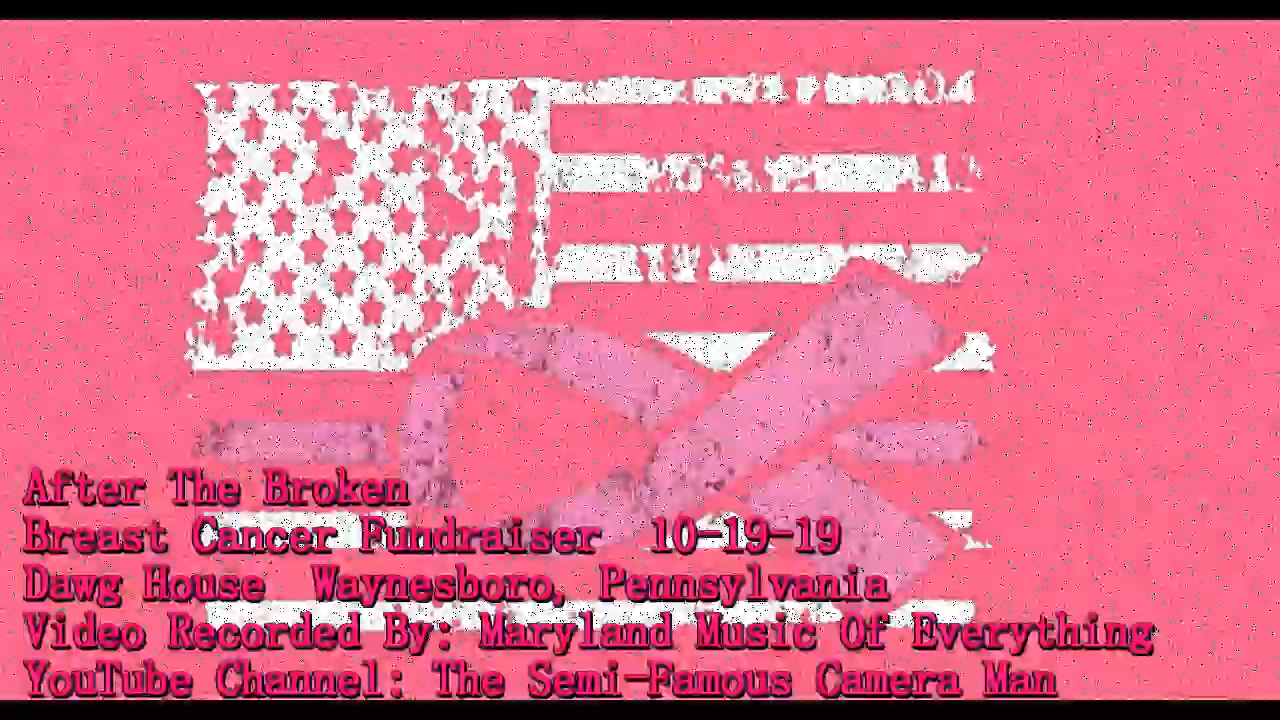 After The Broken
Breast Cancer Fundraiser  10-19-19
Dawg House  Waynesboro, Pennsylvania
Video Recorded By: Maryland Music Of Everything
YouTube Channel: The Semi-Famous Camera Man